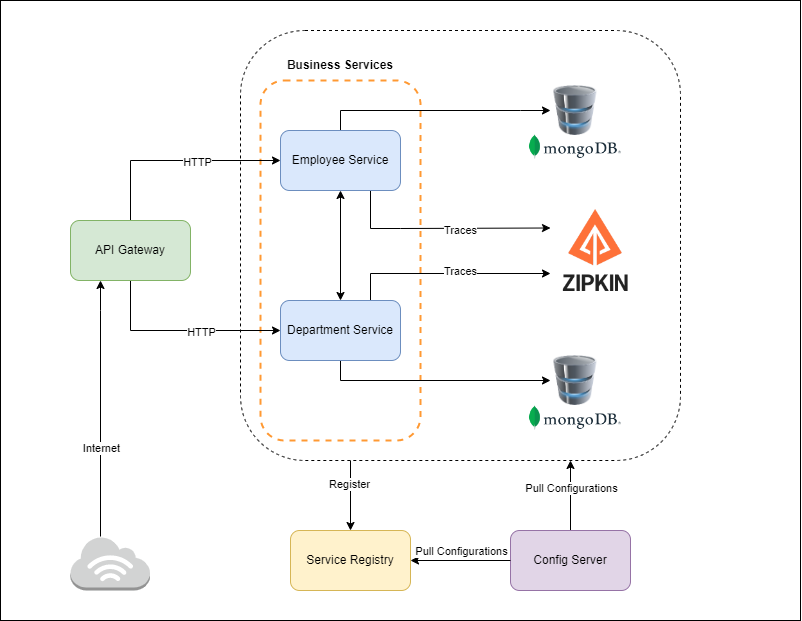 Business Services
mongoDB.
Employee Service
HTTP
Traces
API Gateway
ZIPKIN
Traces
Department Service
HTTP
mongoDB.
Internet
Register
Pull Configurations
Service Registry
Pull Configurations
Config Server